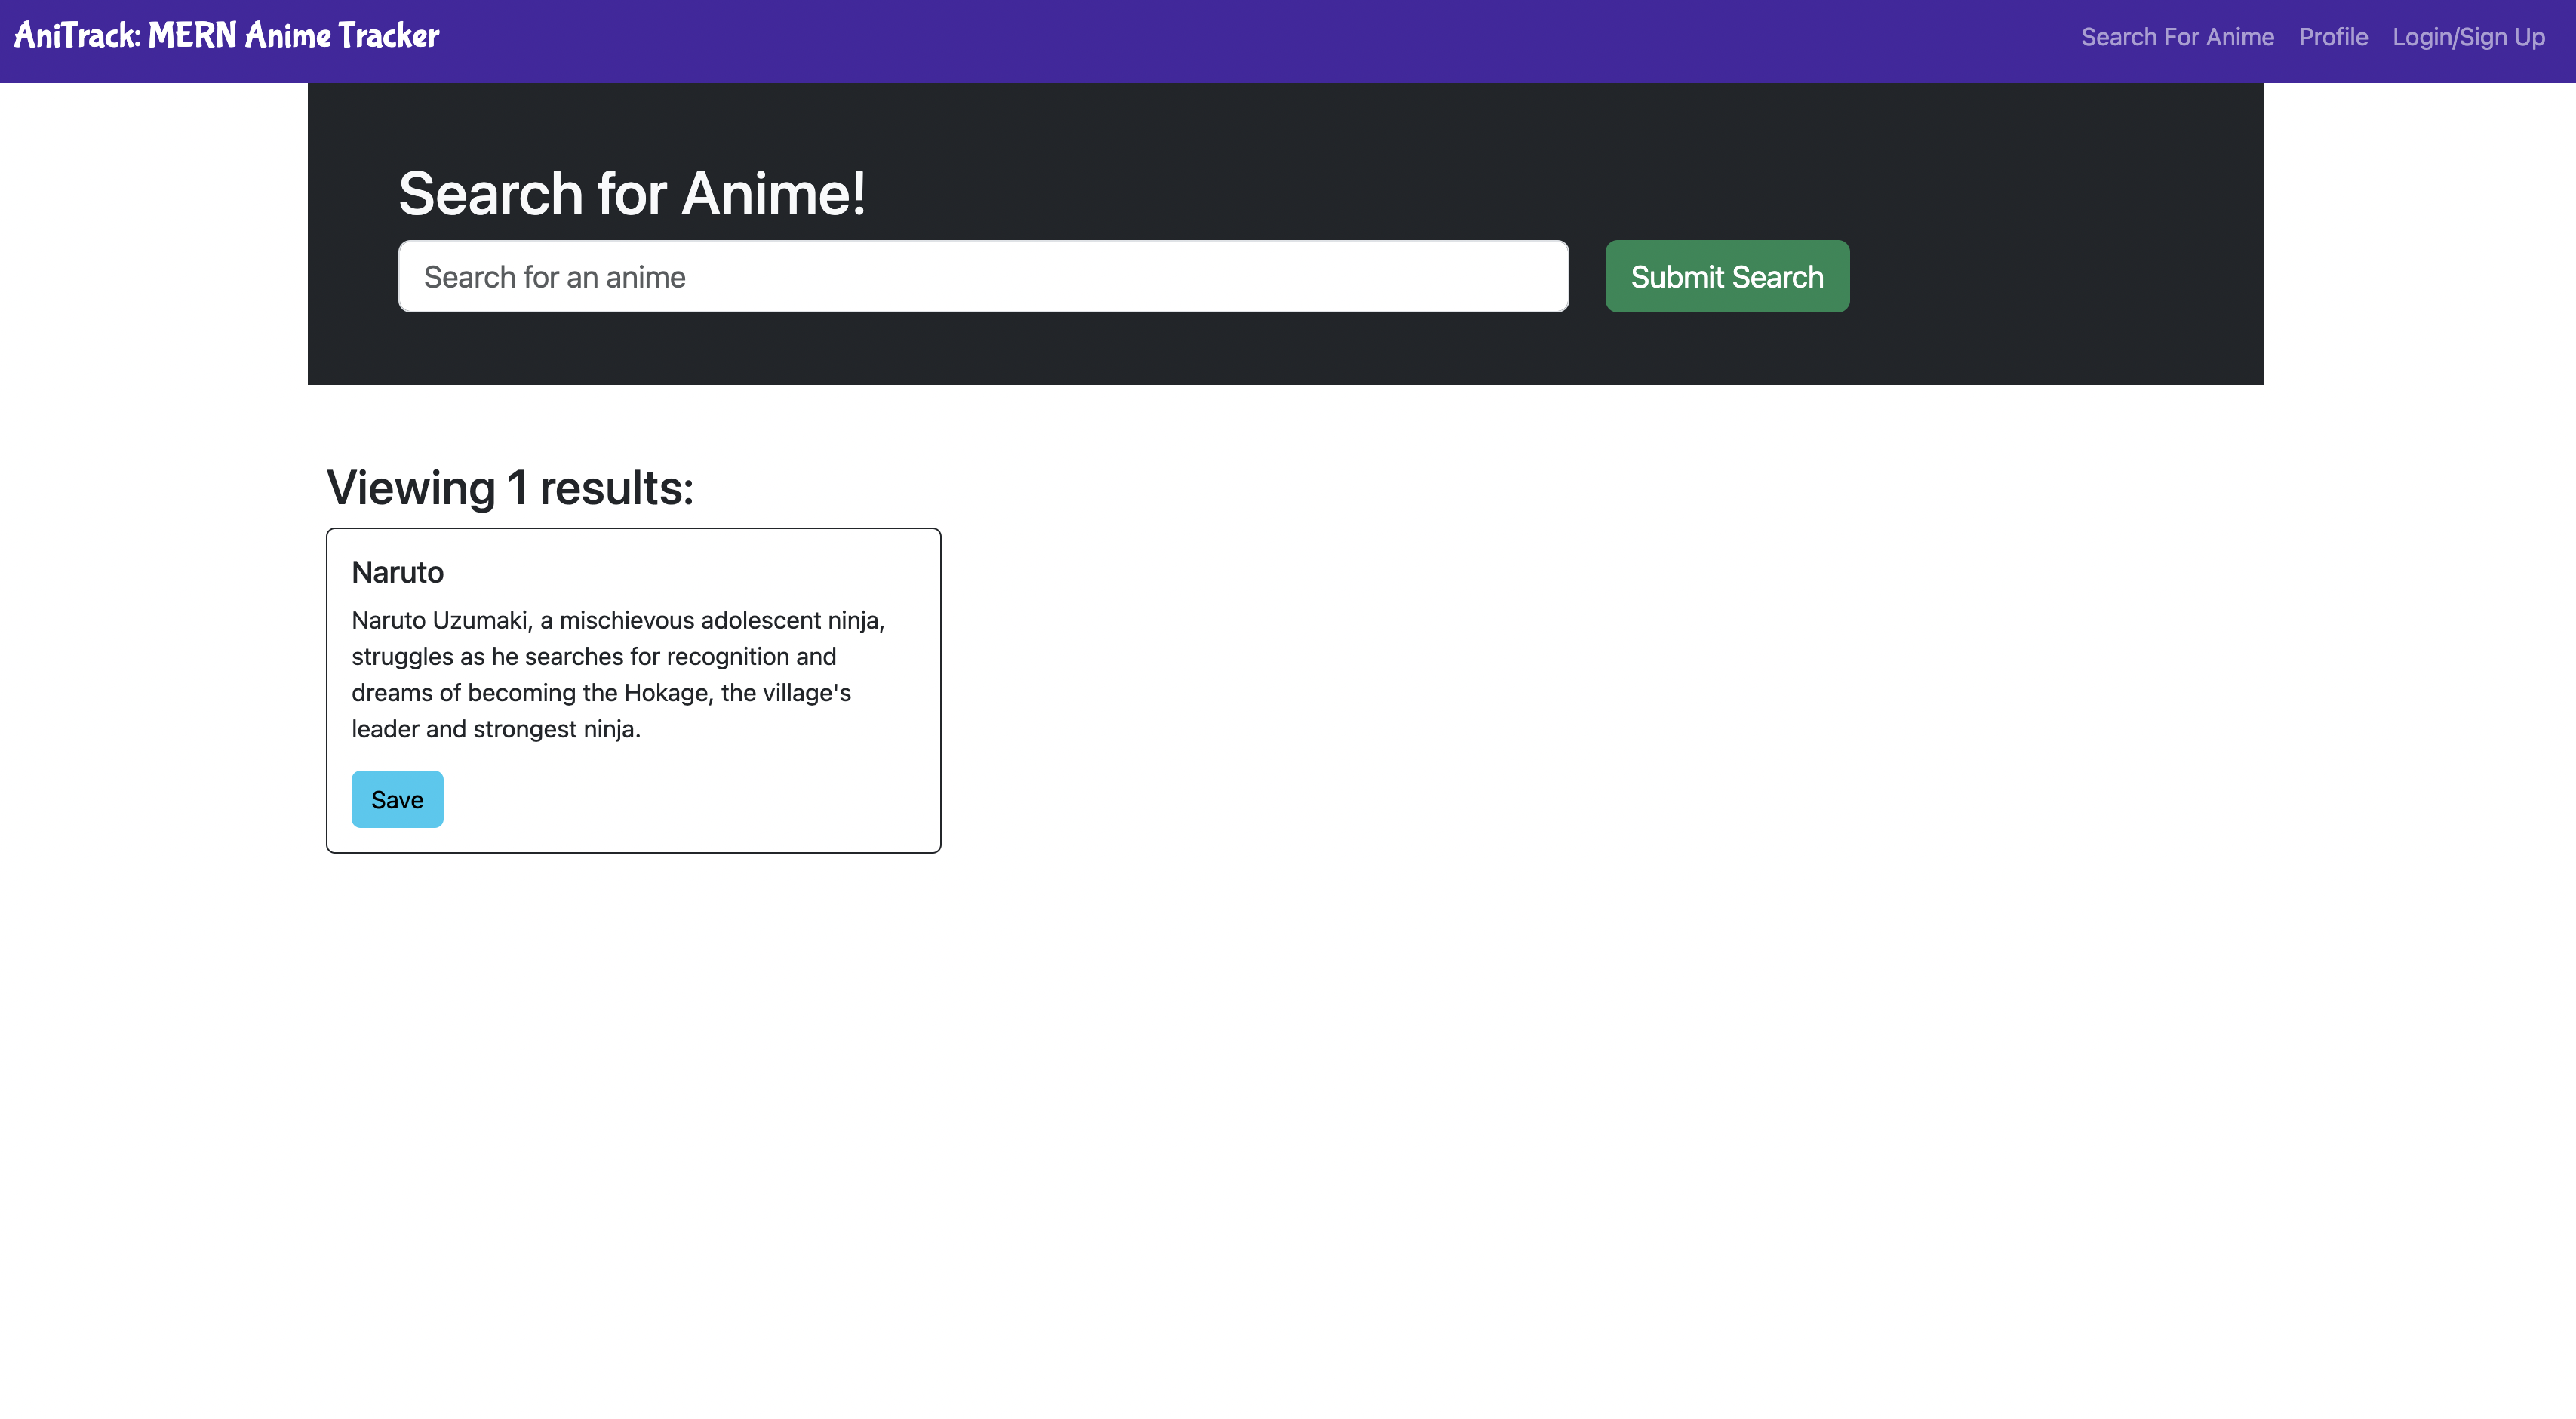 AniTrack: MERN Anime Tracker
Search For Anime
Profile
Login/Sign Up
Search for Anime!
Search for an anime
Submit Search
Viewing 1 results:
Naruto
Naruto Uzumaki, a mischievous adolescent ninja,
struggles as he searches for recognition and
dreams of becoming the Hokage, the village's
leader and strongest ninja.
Save